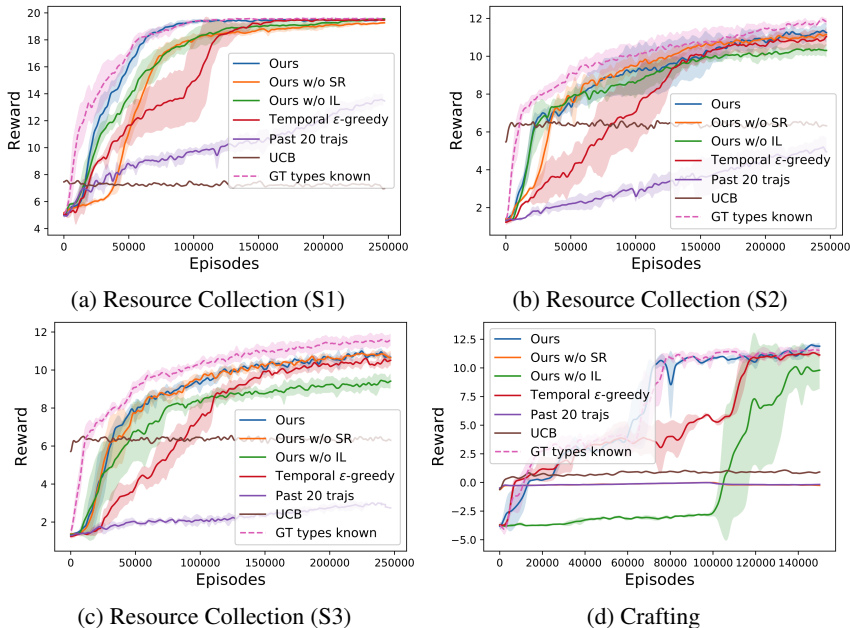 20
18
16
14
12
10
8
6
4
Reward
Ours
Ours w/o SR
Ours w/o IL
Temporal ε-greedy
Past 20 trajs
UCB
GT types known
0 50000 100000 150000 200000 250000
Episodes
(a) Resource Collection (S1)
12
10
8
6
4
2
Reward
Ours
Ours w/o SR
Ours w/o IL
Temporal ε-greedy
Past 20 trajs
UCB
GT types known
0 50000 100000 150000 200000 250000
Episodes
(b) Resource Collection (S2)
12
10
8
6
4
2
Reward
Ours
Ours w/o SR
Ours w/o IL
Temporal ε-greedy
Past 20 trajs
UCB
GT types known
0 50000 100000 150000 200000 250000
Episodes
(c) Resource Collection (S3)
12.5
10.0
7.5
5.0
2.5
0.0
−2.5
−5.0
Reward
Ours
Ours w/o SR
Ours w/o IL
Temporal ε-greedy
Past 20 trajs
UCB
GT types known
0 20000 40000 60000 80000 100000 120000 140000
Episodes
(d) Crafting